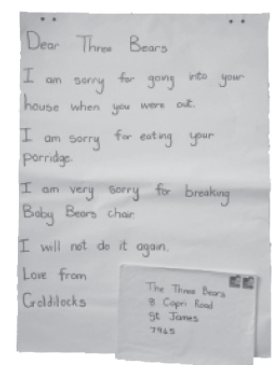 Dear Three Bears
I am sorry for going into your
house when you were out.
I am sorry for eating your
porridge.
I am very sorry for breaking
Baby Bears chair.
I will not do it again.
Love from
Goldilocks
The Three Bears
8 Capri Road
St James
7945